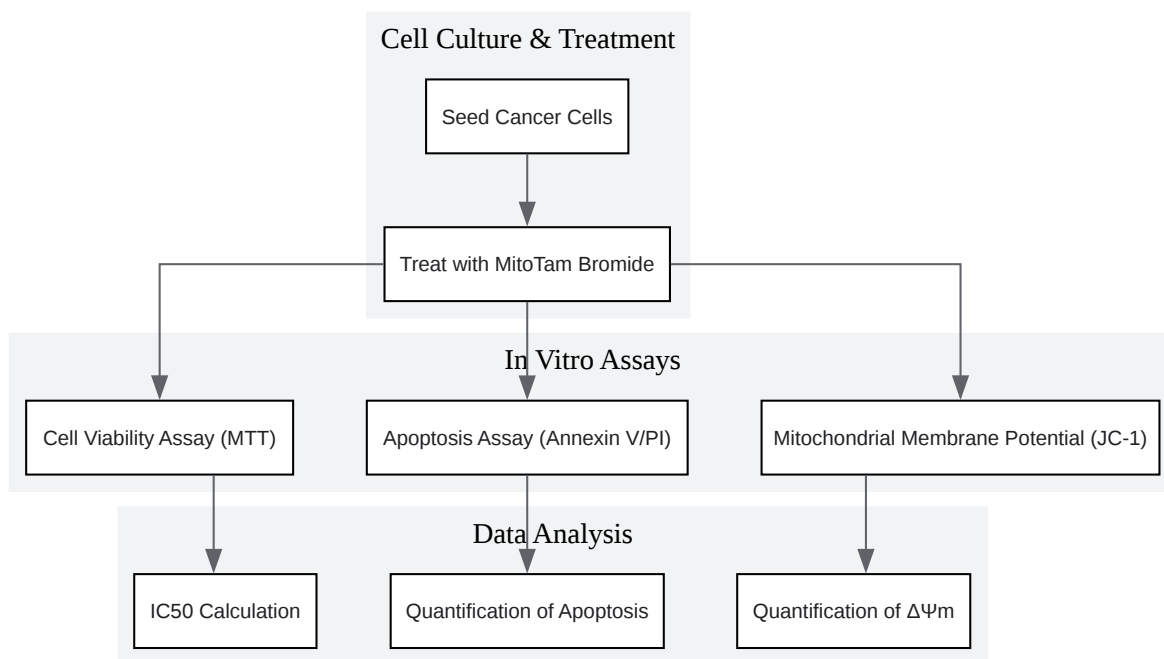 Cell Culture & Treatment
Seed Cancer Cells
Treat with MitoTam Bromide
In Vitro Assays
Cell Viability Assay (MTT)
Apoptosis Assay (Annexin V/PI)
Mitochondrial Membrane Potential (JC-1)
Data Analysis
IC50 Calculation
Quantification of Apoptosis
Quantification of ΔΨm